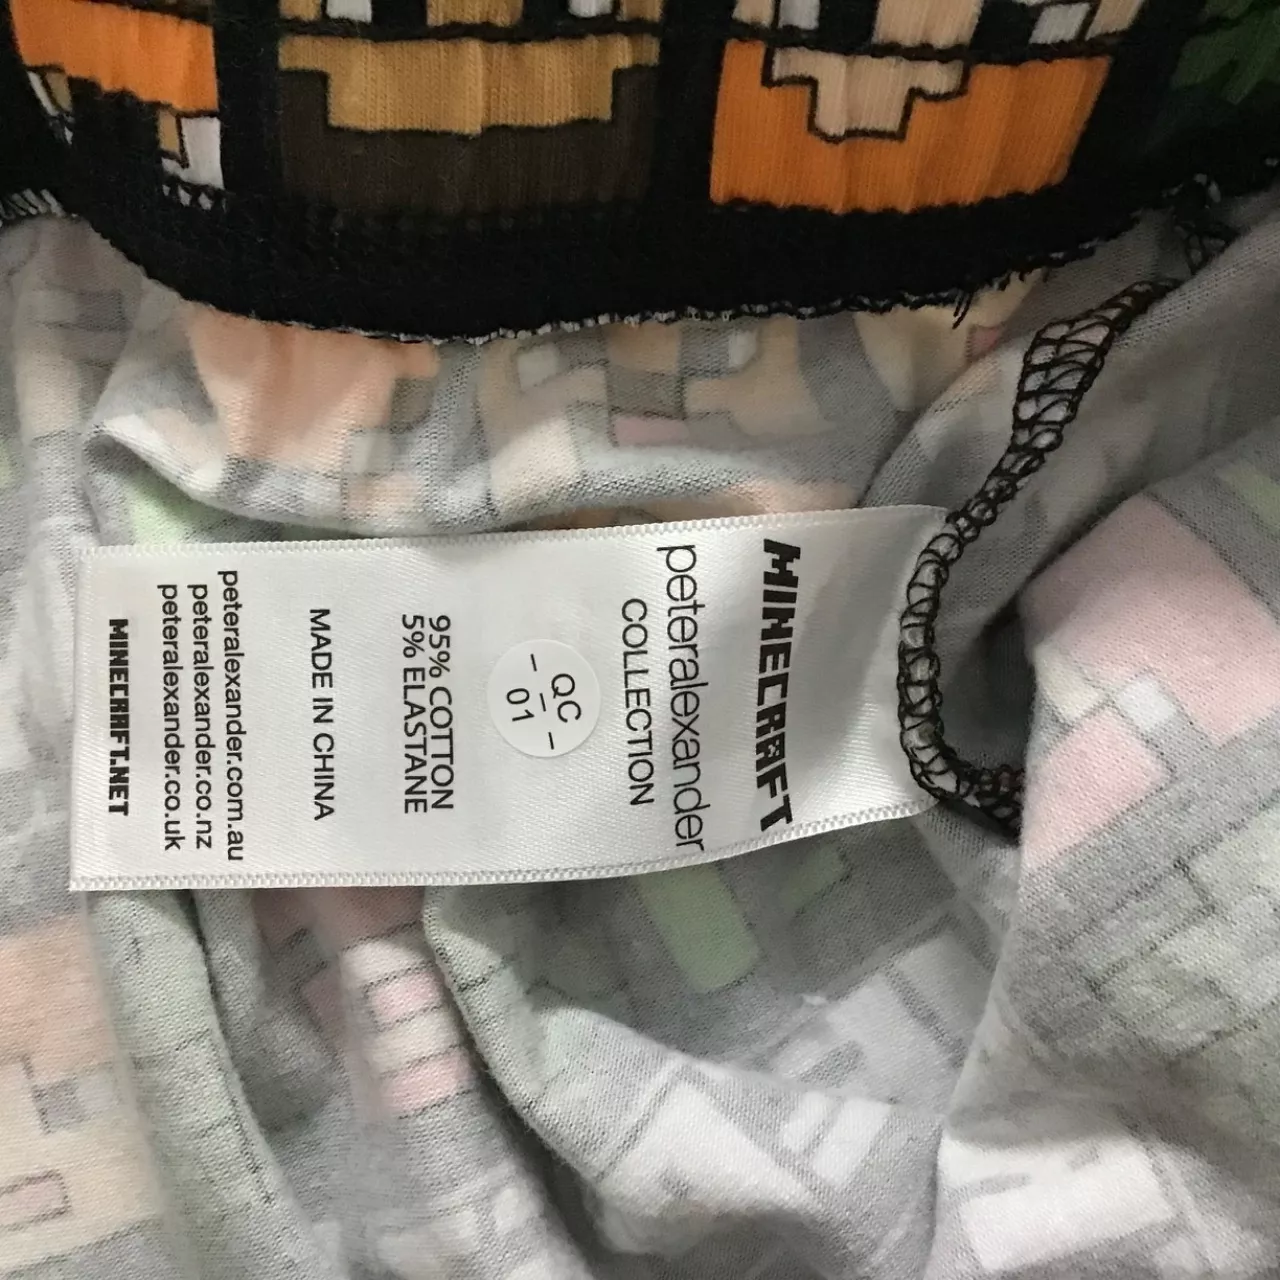 MINECRAFT
peteralexander
COLLECTION
QC
01
95% COTTON
5% ELASTANE
MADE IN CHINA
peteralexander.com.au
peteralexander.co.nz
peteralexander.co.uk
MINECRAFT.NET